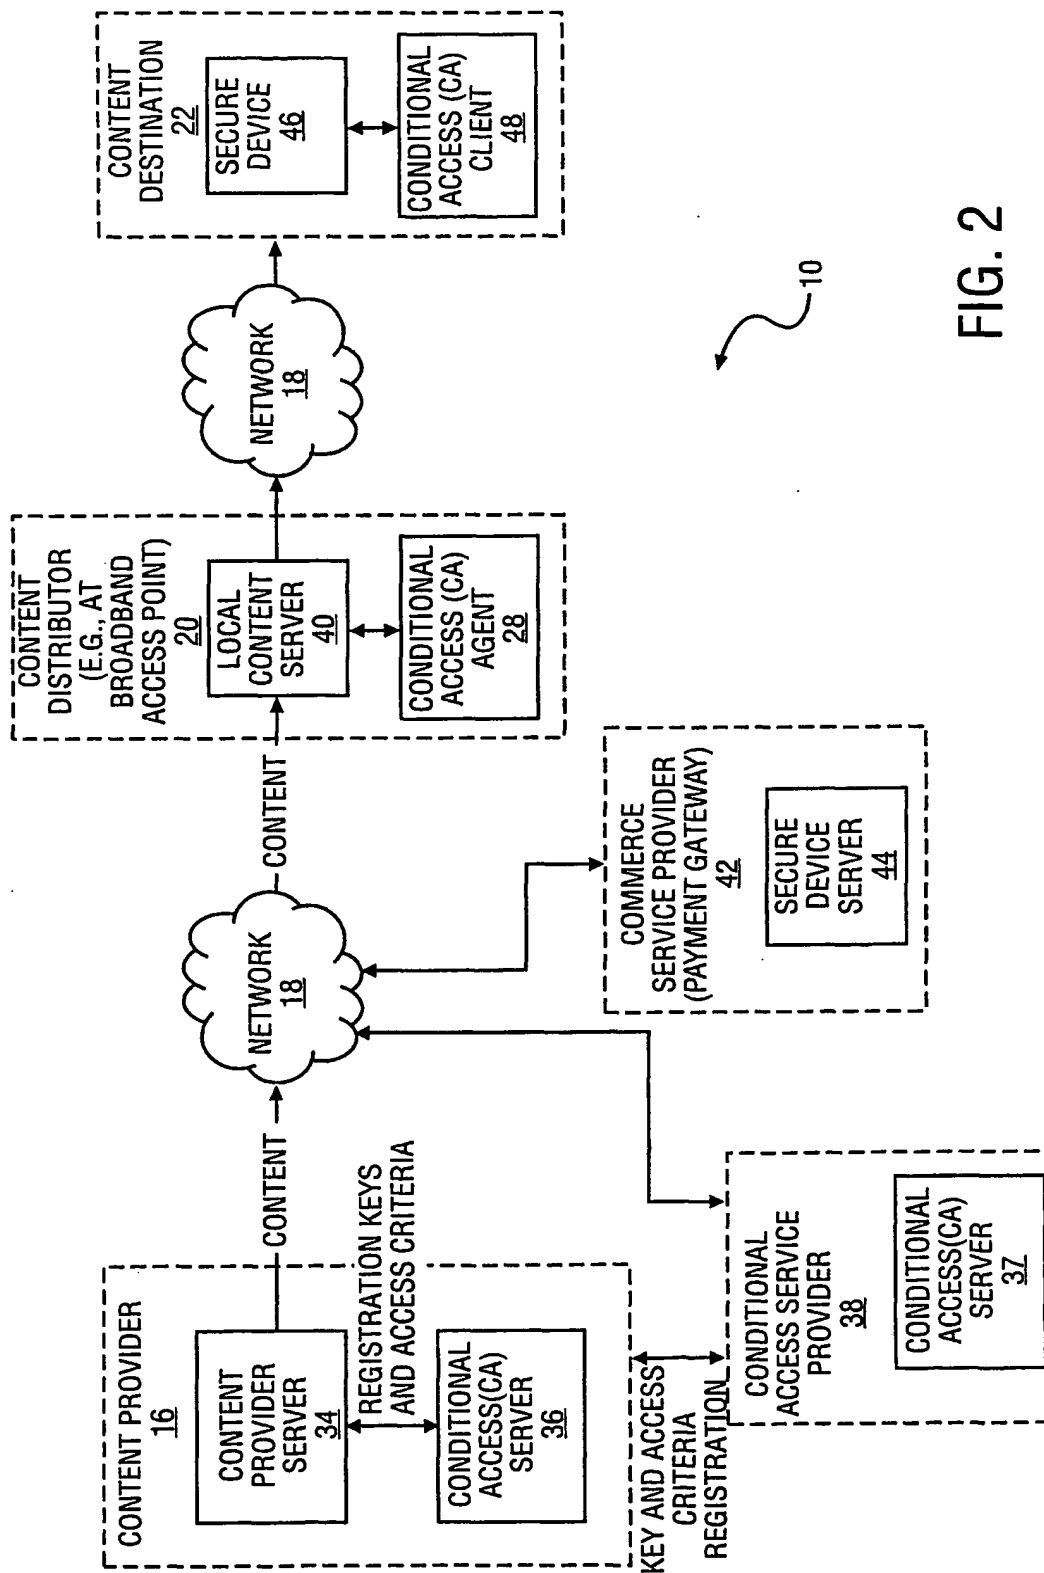 CONTENT PROVIDER
16
CONTENT
PROVIDER
SERVER
34
REGISTRATION KEYS
AND ACCESS CRITERIA
CONDITIONAL
ACCESS(CA)
SERVER
36
KEY AND ACCESS
CRITERIA
REGISTRATION
CONDITIONAL
ACCESS SERVICE
PROVIDER
38
CONDITIONAL
ACCESS(CA)
SERVER
37
CONTENT
NETWORK
18
COMMERCE
SERVICE PROVIDER
(PAYMENT GATEWAY)
42
SECURE
DEVICE
SERVER
44
CONTENT
CONTENT
DISTRIBUTOR
(E.G., AT
BROADBAND
ACCESS POINT)
20
LOCAL
CONTENT
SERVER
40
CONDITIONAL
ACCESS (CA)
AGENT
28
NETWORK
18
CONTENT
DESTINATION
22
SECURE
DEVICE
46
CONDITIONAL
ACCESS (CA)
CLIENT
48
10
FIG. 2